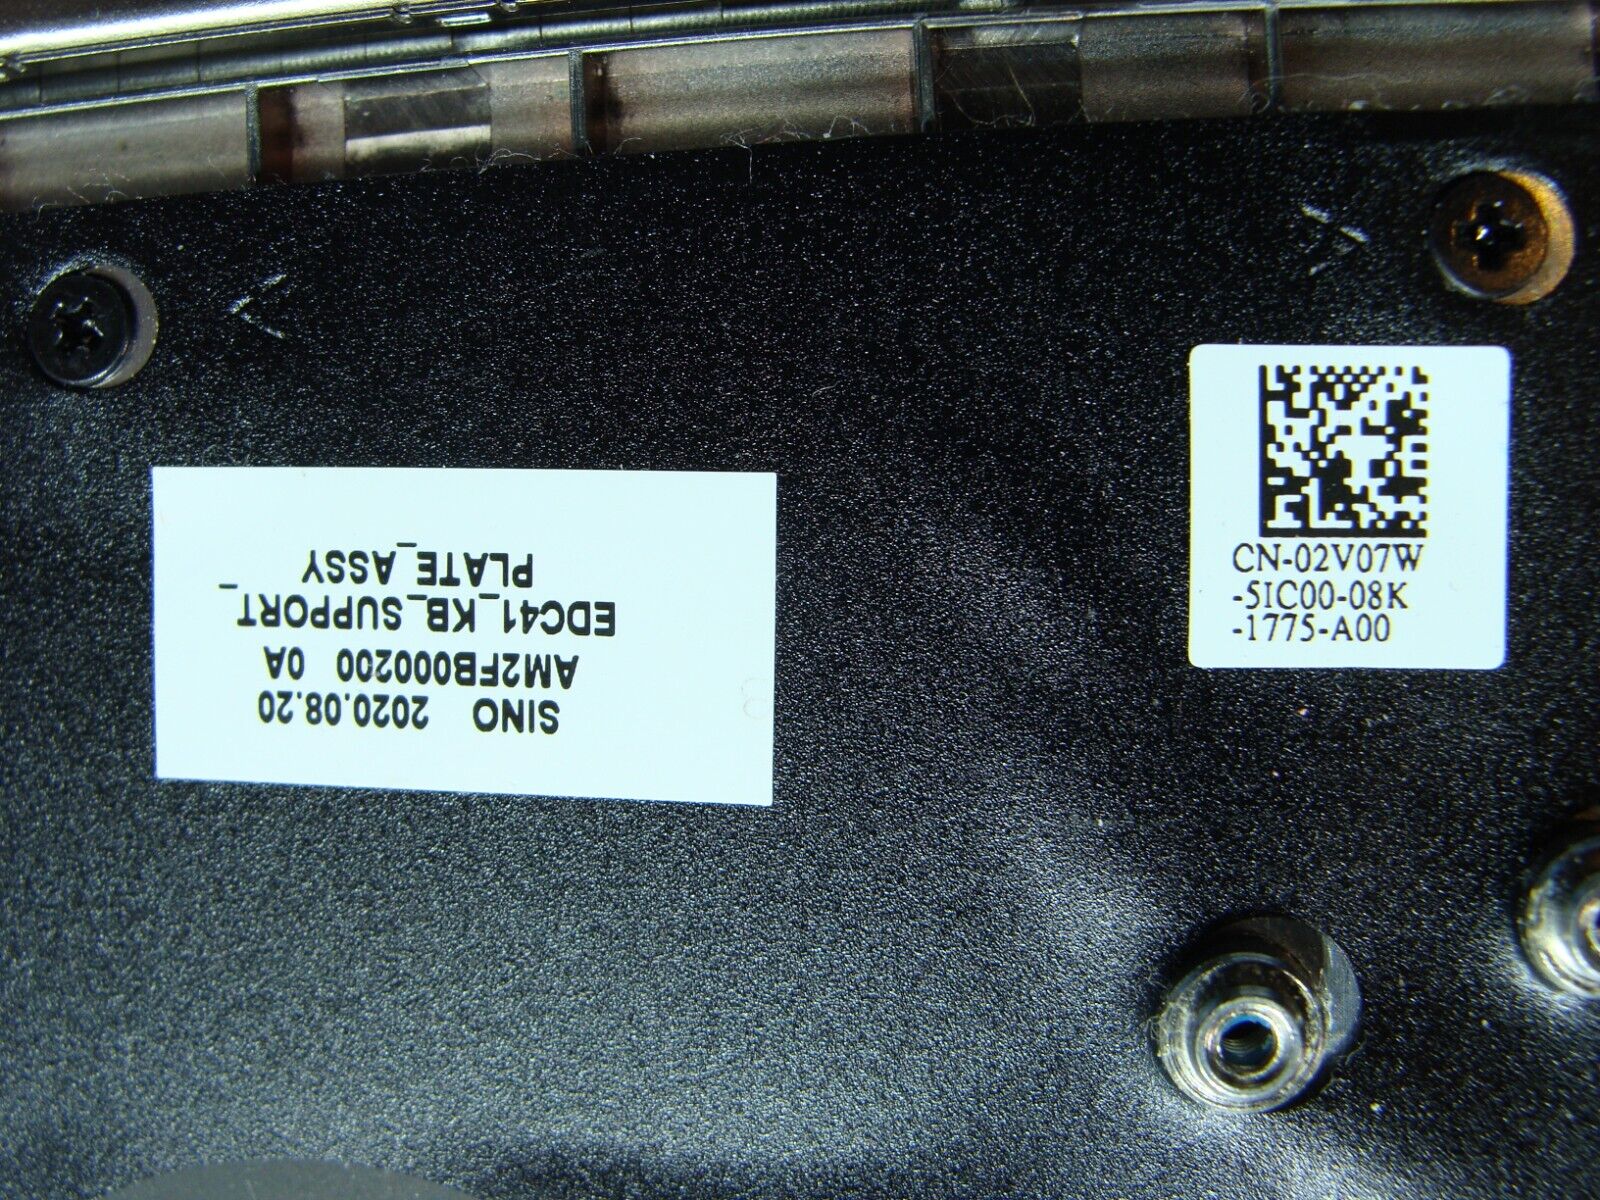 SINO 2020.08.20
AM2FB000200 0A
EDC41_KB_SUPPORT_
PLATE_ASSY
CN-02V07W
-5IC00-08K
-1775-A00